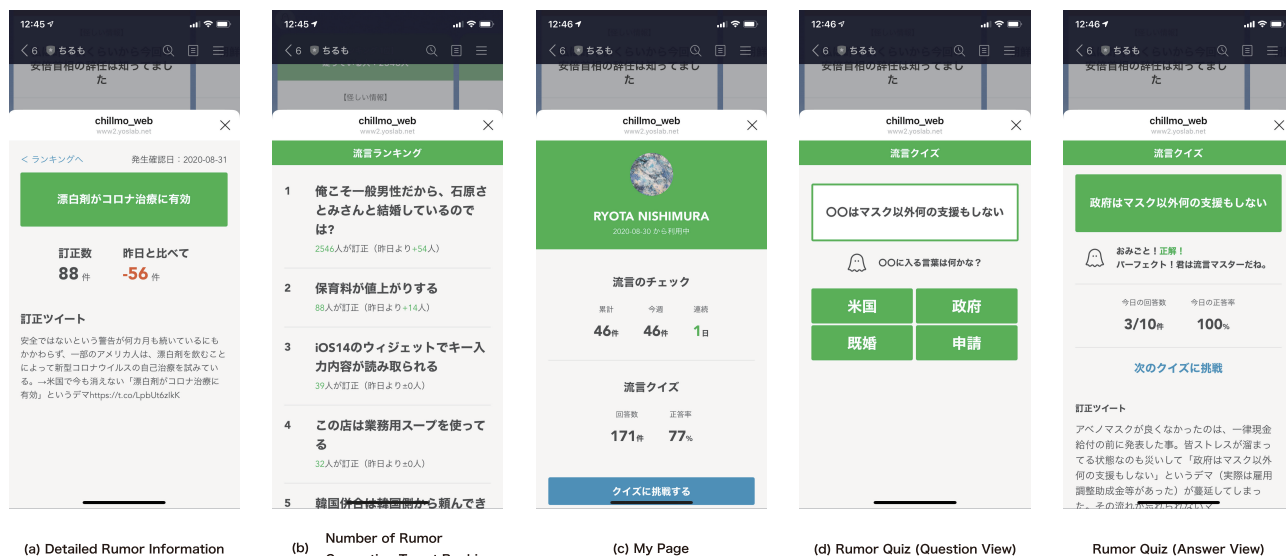 12:45
6 ちるも
安倍首相の辞任は知ってまし
た
chillmo_web
www2.yoslab.net
< ランキングへ 発生確認日：2020-08-31
漂白剤がコロナ治療に有効
訂正数 昨日と比べて
88 件 -56 件
訂正ツイート
安全ではないという警告が何カ月も続いているにも
かかわらず、一部のアメリカ人は、漂白剤を飲むこと
によって新型コロナウイルスの自己治療を試みてい
る。→米国で今も消えない「漂白剤がコロナ治療に
有効」というデマhttps://t.co/LpbUt6zlkK
(a) Detailed Rumor Information
12:45
6 ちるも
【怪しい情報】
chillmo_web
www2.yoslab.net
流言ランキング
1 俺こそ一般男性だから、石原さ
とみさんと結婚しているので
は?
2546人が訂正（昨日より+54人）
2 保育料が値上がりする
88人が訂正（昨日より+14人）
3 iOS14のウィジェットでキー入
力内容が読み取られる
39人が訂正（昨日より±0人）
4 この店は業務用スープを使って
る
32人が訂正（昨日より±0人）
5 韓国併合は韓国側から頼んでき
(b) Number of Rumor
12:46
6 ちるも
安倍首相の辞任は知ってまし
た
chillmo_web
www2.yoslab.net
RYOTA NISHIMURA
2020-08-30 から利用中
流言のチェック
累計 今週 連続
46件 46件 1日
流言クイズ
回答数 正答率
171件 77%
クイズに挑戦する
(c) My Page
12:46
6 ちるも
安倍首相の辞任は知ってまし
た
chillmo_web
www2.yoslab.net
流言クイズ
〇〇はマスク以外何の支援もしない
〇〇に入る言葉は何かな？
米国 政府
既婚 申請
(d) Rumor Quiz (Question View)
12:46
6 ちるも
安倍首相の辞任は知ってまし
た
chillmo_web
www2.yoslab.net
流言クイズ
政府はマスク以外何の支援もしない
おみごと！正解！
パーフェクト！君は流言マスターだね。
今日の回答数 今日の正答率
3/10件 100%
次のクイズに挑戦
訂正ツイート
アベノマスクが良くなかったのは、一律現金
給付の前に発表した事。皆ストレスが溜まっ
てる状態なのも災いして「政府はマスク以外
何の支援もしない」というデマ（実際は雇用
調整助成金等があった）が蔓延してしまっ
た。その流れが忘れられない
Rumor Quiz (Answer View)